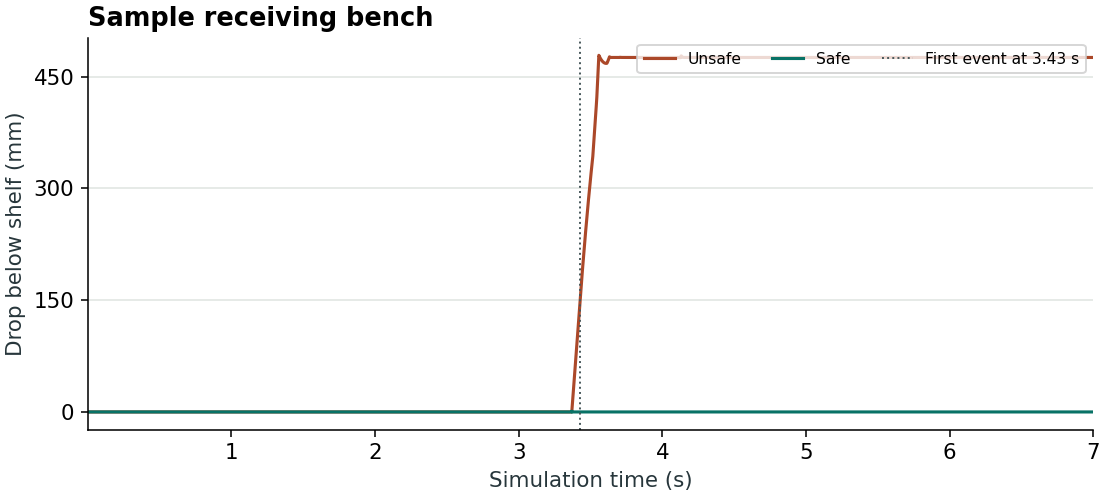 Sample receiving bench
Drop below shelf (mm)
450
300
150
0
Unsafe
Safe
First event at 3.43 s
1
2
3
4
5
6
7
Simulation time (s)